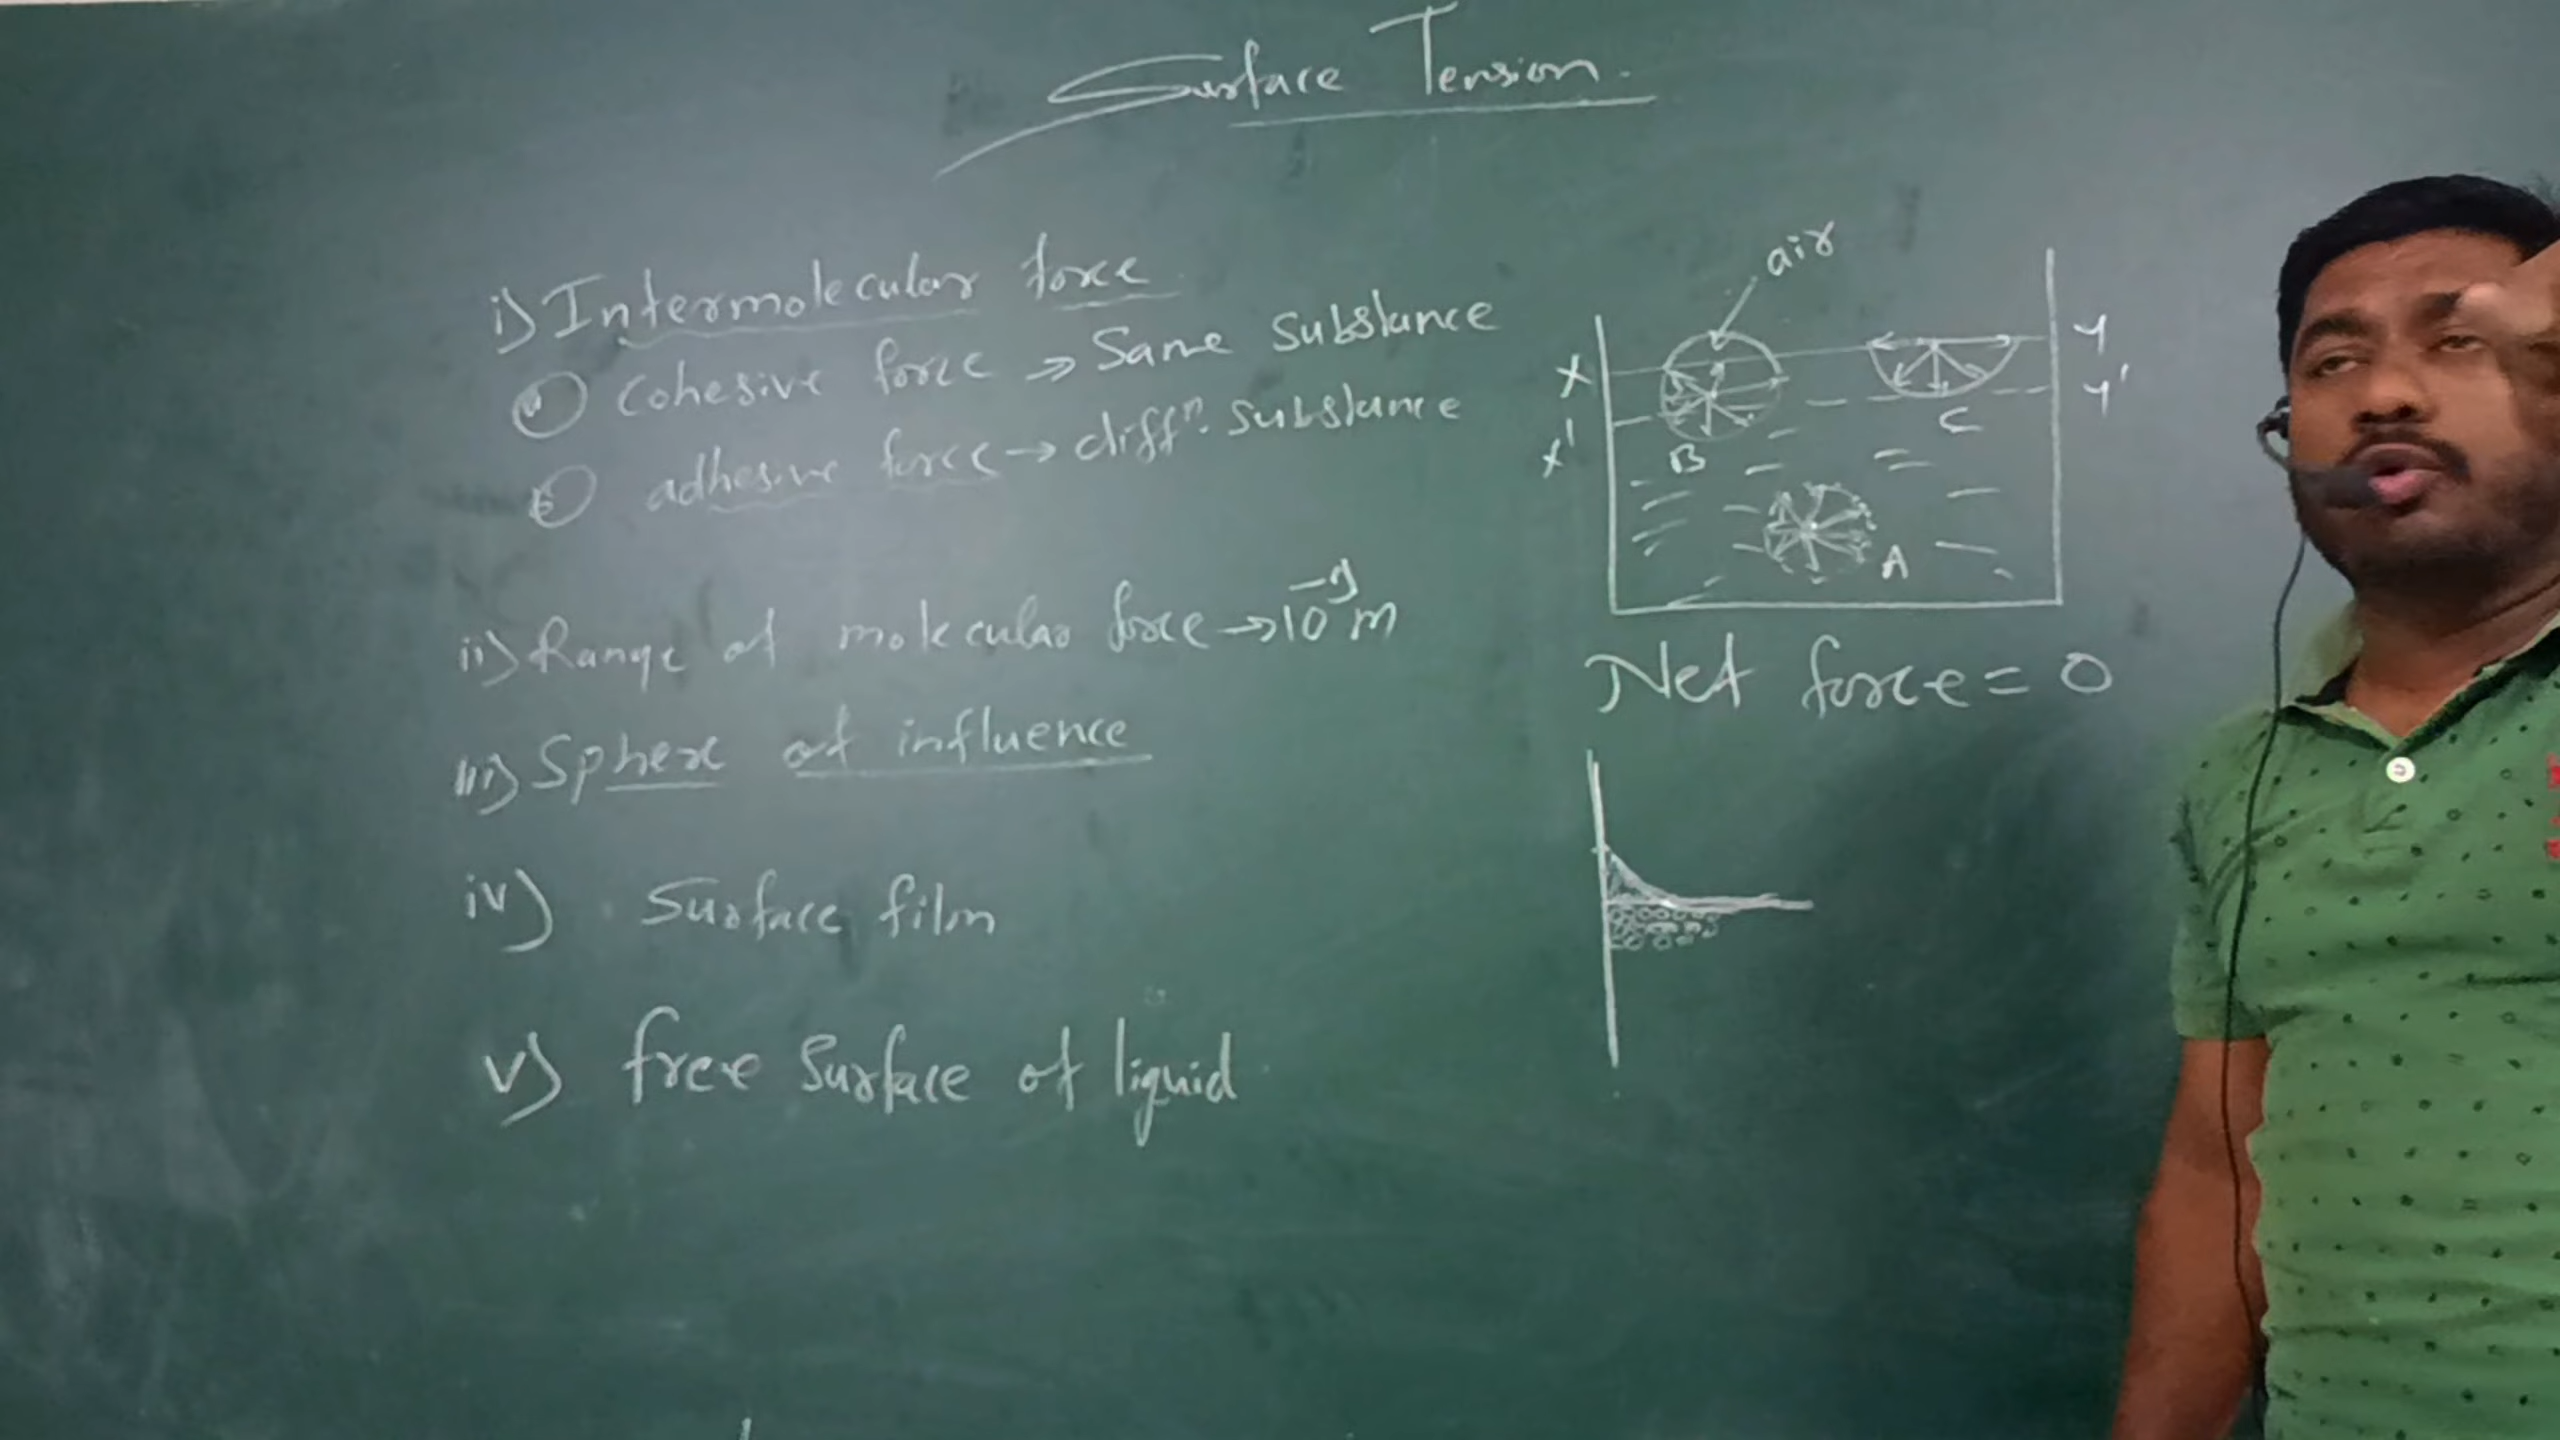 Surface Tension.
i) Intermolecular force
a) Cohesive force → Same Substance
b) adhesive force → diffⁿ. Substance
ii) Range of molecular force → 10⁻⁹ m
iii) Sphere of influence
iv) Surface film
v) free surface of liquid
air
X
Y
X'
Y'
B
C
A
Net force = 0